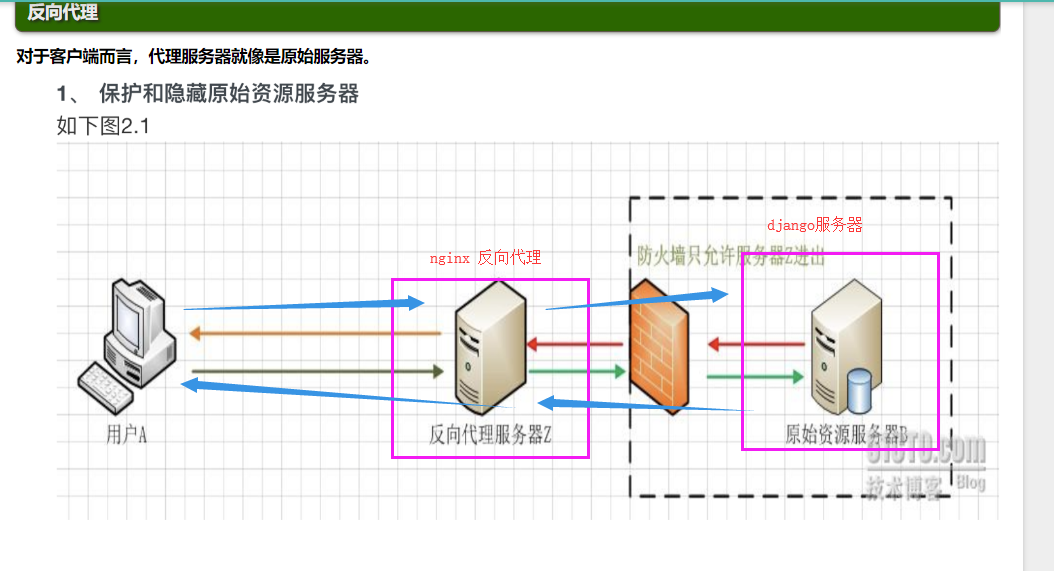 反向代理
对于客户端而言，代理服务器就像是原始服务器。
1、 保护和隐藏原始资源服务器
如下图2.1
django服务器
nginx 反向代理
防火墙只允许服务器Z进出
用户A
反向代理服务器Z
原始资源服务器B
51CTO.com
技术博客 Blog